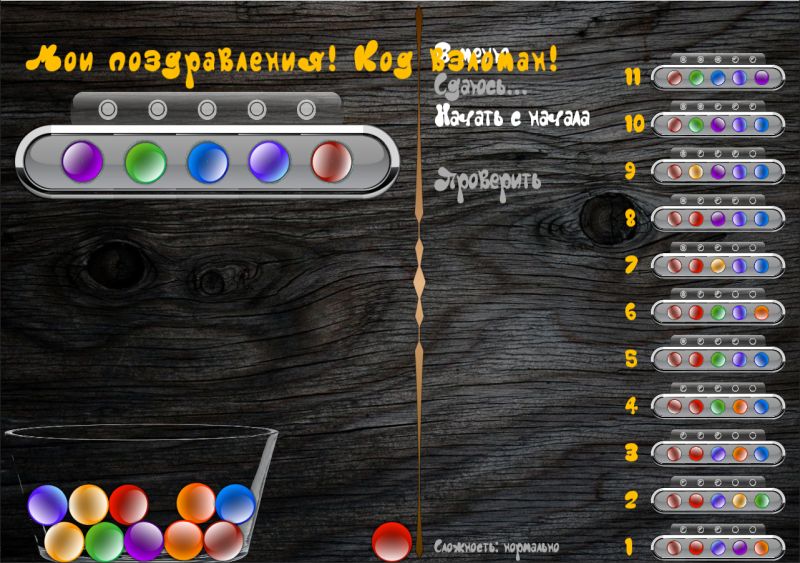 Мои поздравления! Код взломан!
В меню
Сдаюсь...
Начать с начала
Проверить
11
10
9
8
7
6
5
4
3
2
1
Сложность: нормально